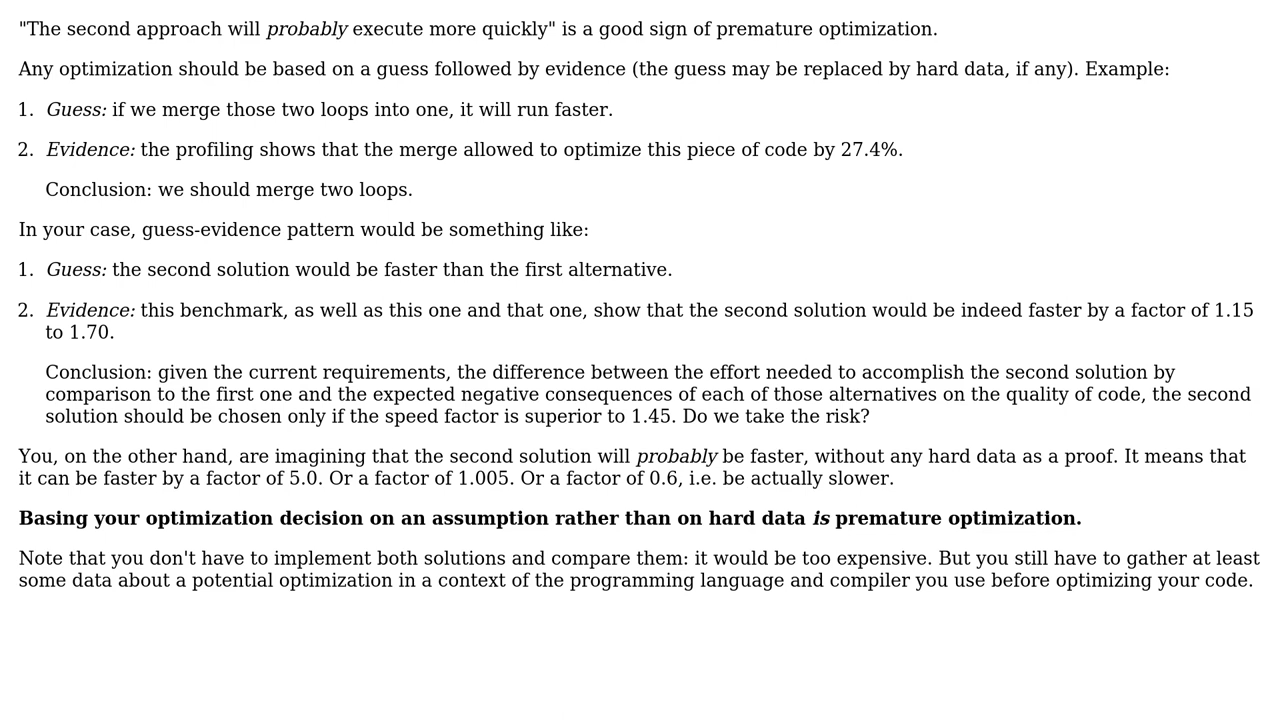 "The second approach will probably execute more quickly" is a good sign of premature optimization.
Any optimization should be based on a guess followed by evidence (the guess may be replaced by hard data, if any). Example:
1. Guess: if we merge those two loops into one, it will run faster.
2. Evidence: the profiling shows that the merge allowed to optimize this piece of code by 27.4%.
Conclusion: we should merge two loops.
In your case, guess-evidence pattern would be something like:
1. Guess: the second solution would be faster than the first alternative.
2. Evidence: this benchmark, as well as this one and that one, show that the second solution would be indeed faster by a factor of 1.15
to 1.70.
Conclusion: given the current requirements, the difference between the effort needed to accomplish the second solution by
comparison to the first one and the expected negative consequences of each of those alternatives on the quality of code, the second
solution should be chosen only if the speed factor is superior to 1.45. Do we take the risk?
You, on the other hand, are imagining that the second solution will probably be faster, without any hard data as a proof. It means that
it can be faster by a factor of 5.0. Or a factor of 1.005. Or a factor of 0.6, i.e. be actually slower.
Basing your optimization decision on an assumption rather than on hard data is premature optimization.
Note that you don't have to implement both solutions and compare them: it would be too expensive. But you still have to gather at least
some data about a potential optimization in a context of the programming language and compiler you use before optimizing your code.